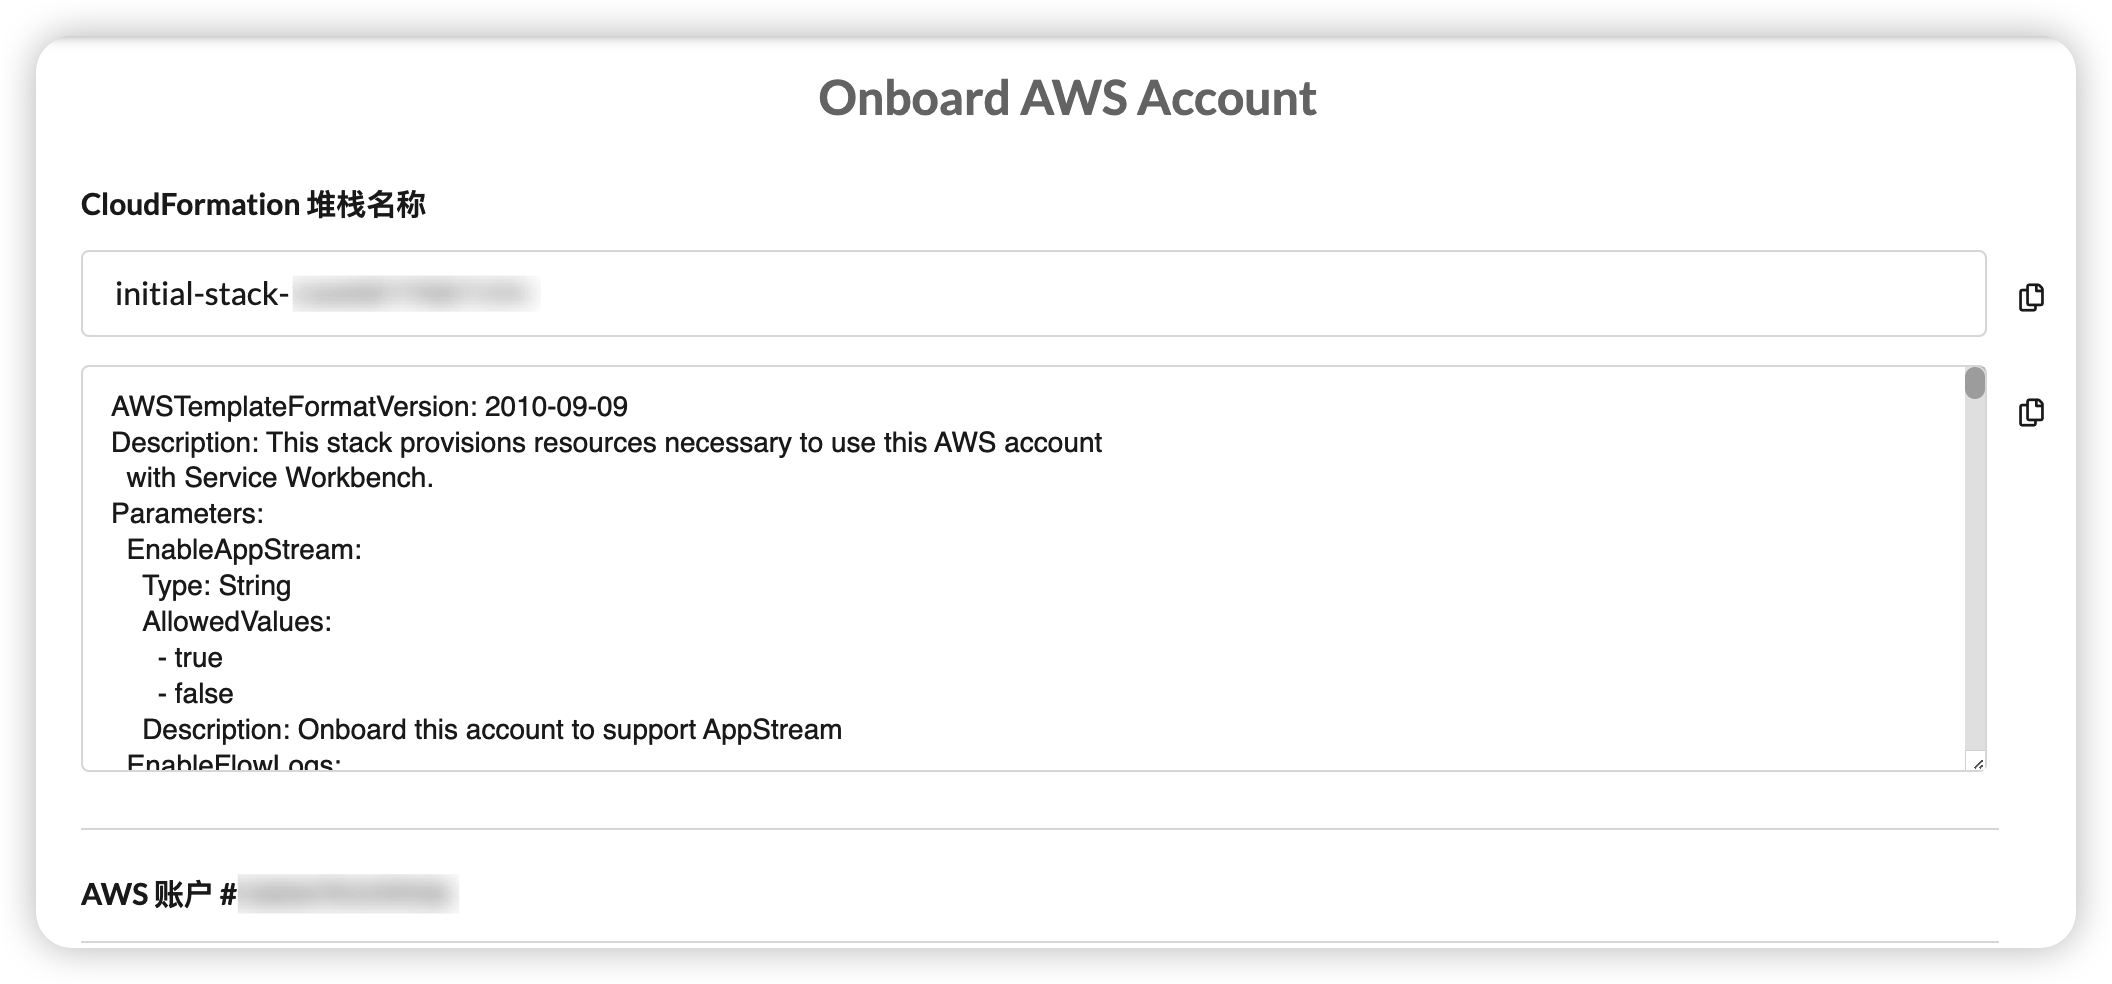 Onboard AWS Account
CloudFormation 堆栈名称
initial-stack-
AWSTemplateFormatVersion: 2010-09-09
Description: This stack provisions resources necessary to use this AWS account
with Service Workbench.
Parameters:
EnableAppStream:
Type: String
AllowedValues:
- true
- false
Description: Onboard this account to support AppStream
EnableFlowLogs:
AWS 账户 #